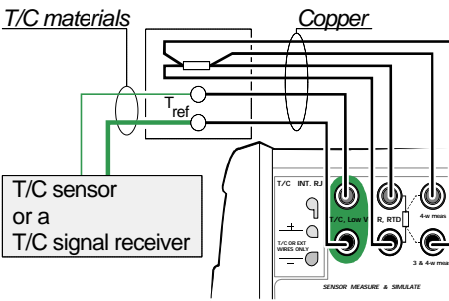 T/C materials
Copper
Tref
T/C sensor
or a
T/C signal receiver
T/C INT. RJ
T/C, Low V
R, RTD
4-w meas
+
T/C OR EXT
WIRES ONLY
−
3 & 4-w meas
SENSOR MEASURE & SIMULATE